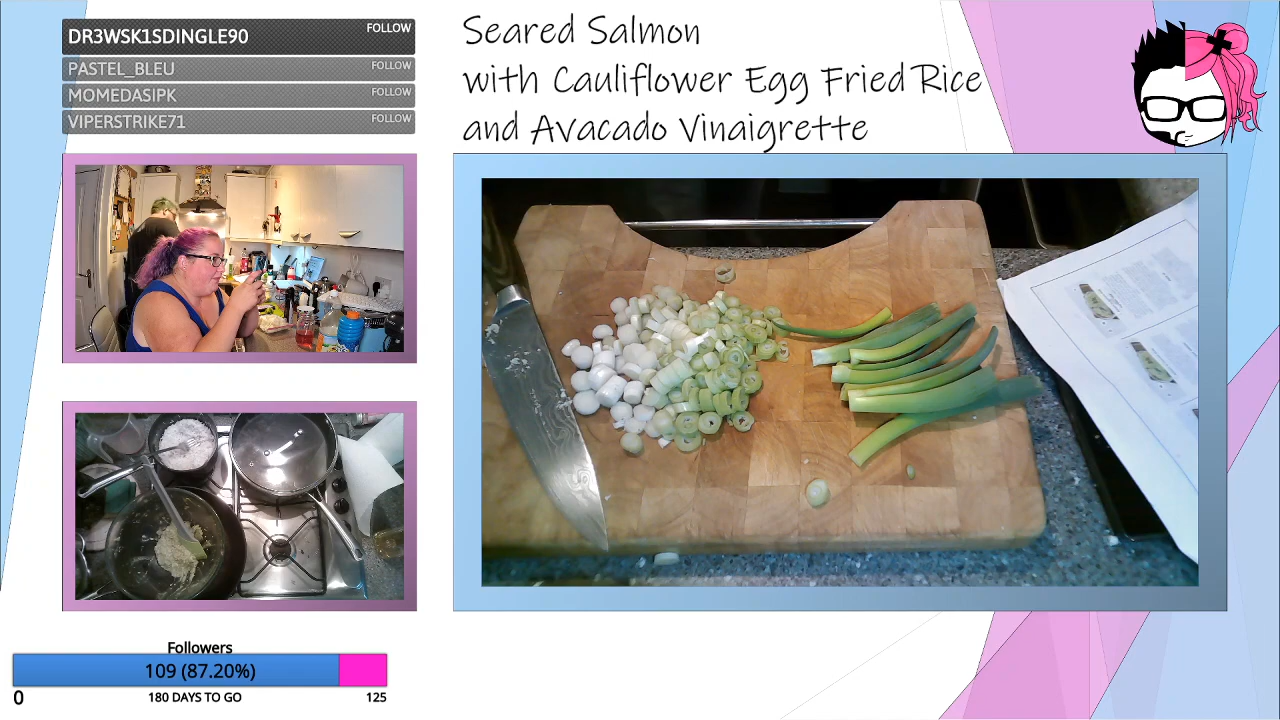 DR3WSK1SDINGLE90 FOLLOW
PASTEL_BLEU FOLLOW
MOMEDASIPK FOLLOW
VIPERSTRIKE71 FOLLOW
Seared Salmon
with Cauliflower Egg Fried Rice
and Avacado Vinaigrette
Followers
109 (87.20%)
0 180 DAYS TO GO 125